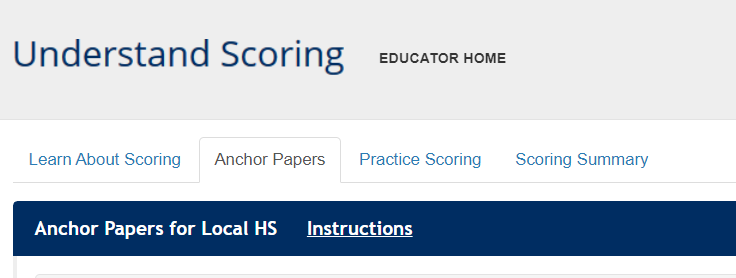 Understand Scoring EDUCATOR HOME
Learn About Scoring Anchor Papers Practice Scoring Scoring Summary
Anchor Papers for Local HS Instructions